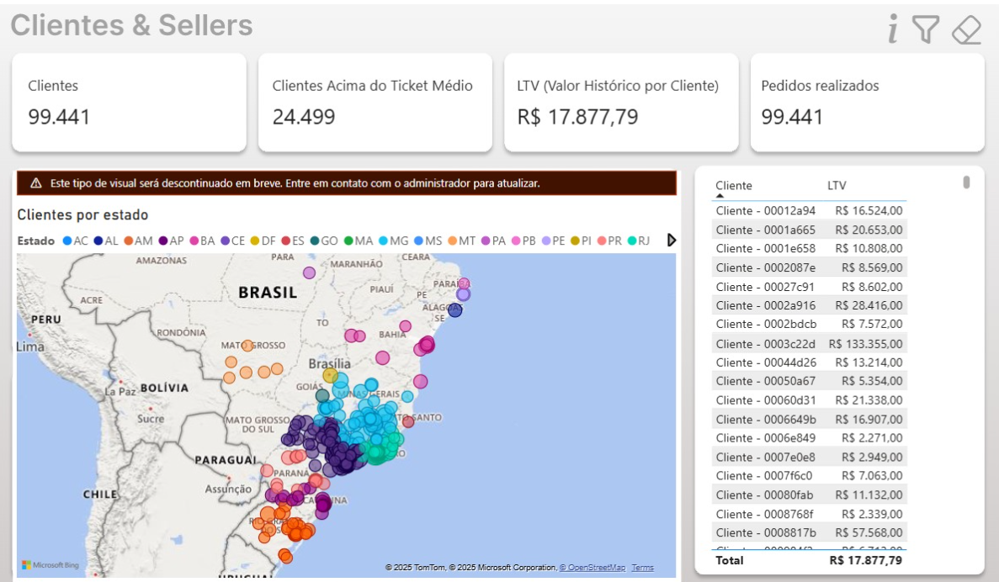 Clientes & Sellers
Clientes
99.441
Clientes Acima do Ticket Médio
24.499
LTV (Valor Histórico por Cliente)
R$ 17.877,79
Pedidos realizados
99.441
Este tipo de visual será descontinuado em breve. Entre em contato com o administrador para atualizar.
Clientes por estado
Estado AC AL AM AP BA CE DF ES GO MA MG MS MT PA PB PE PI PR RJ
AMAZONAS
PARÁ
MARANHÃO
CEARÁ
BRASIL
PIAUÍ
PARAÍBA
PE
ACRE
ALAGOAS
SE
PERU
TO
RONDÔNIA
BAHIA
Lima
MATO GROSSO
Brasília
La Paz
BOLÍVIA
GOIÁS
MINAS GERAIS
Sucre
MATO GROSSO
DO SUL
TO SANTO
PARAGUAI
PARANÁ
Assunção
CHILE
CA
INA
RIO GRA
DO S
URUGUAI
Microsoft Bing
© 2025 TomTom, © 2025 Microsoft Corporation, © OpenStreetMap Terms
Cliente LTV
Cliente - 00012a94 R$ 16.524,00
Cliente - 0001a665 R$ 20.653,00
Cliente - 0001e658 R$ 10.808,00
Cliente - 0002087e R$ 8.569,00
Cliente - 00027c91 R$ 8.602,00
Cliente - 0002a916 R$ 28.416,00
Cliente - 0002bdcb R$ 7.572,00
Cliente - 0003c22d R$ 133.355,00
Cliente - 00044d26 R$ 13.214,00
Cliente - 00050a67 R$ 5.354,00
Cliente - 00060d31 R$ 21.338,00
Cliente - 0006649b R$ 16.907,00
Cliente - 0006e849 R$ 2.271,00
Cliente - 0007e0e8 R$ 2.949,00
Cliente - 0007f6c0 R$ 7.063,00
Cliente - 00080fab R$ 11.132,00
Cliente - 0008768f R$ 2.339,00
Cliente - 0008817b R$ 57.568,00
Total R$ 17.877,79